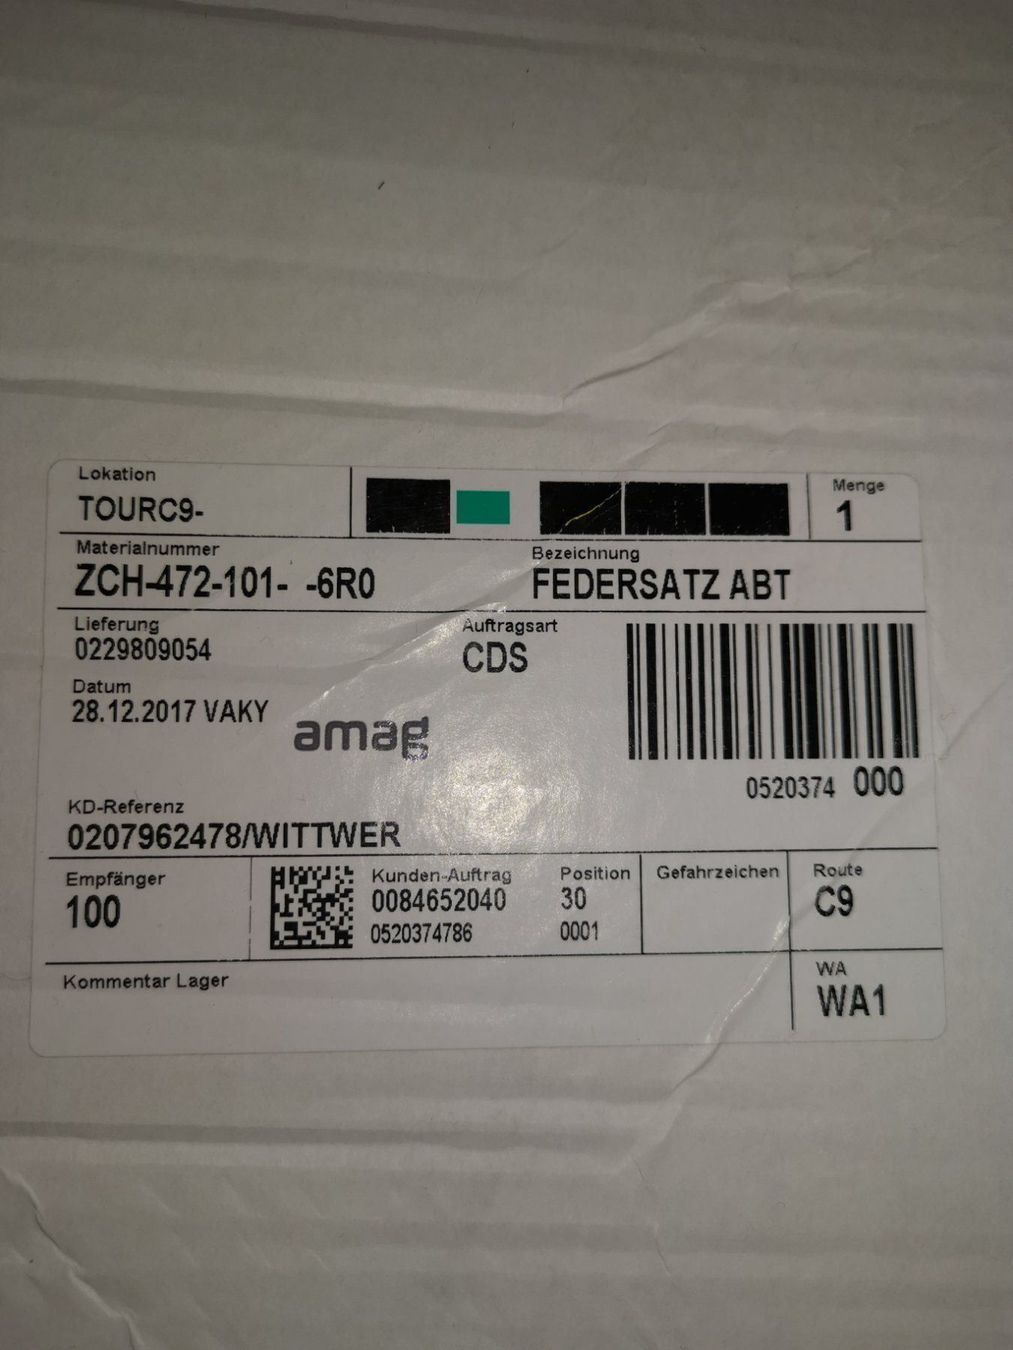 Lokation
TOURC9-
Menge
1
Materialnummer
ZCH-472-101- -6R0
Bezeichnung
FEDERSATZ ABT
Lieferung
0229809054
Auftragsart
CDS
Datum
28.12.2017 VAKY
amag
0520374 000
KD-Referenz
0207962478/WITTWER
Empfänger
100
Kunden-Auftrag
0084652040
0520374786
Position
30
0001
Gefahrzeichen
Route
C9
Kommentar Lager
WA
WA1